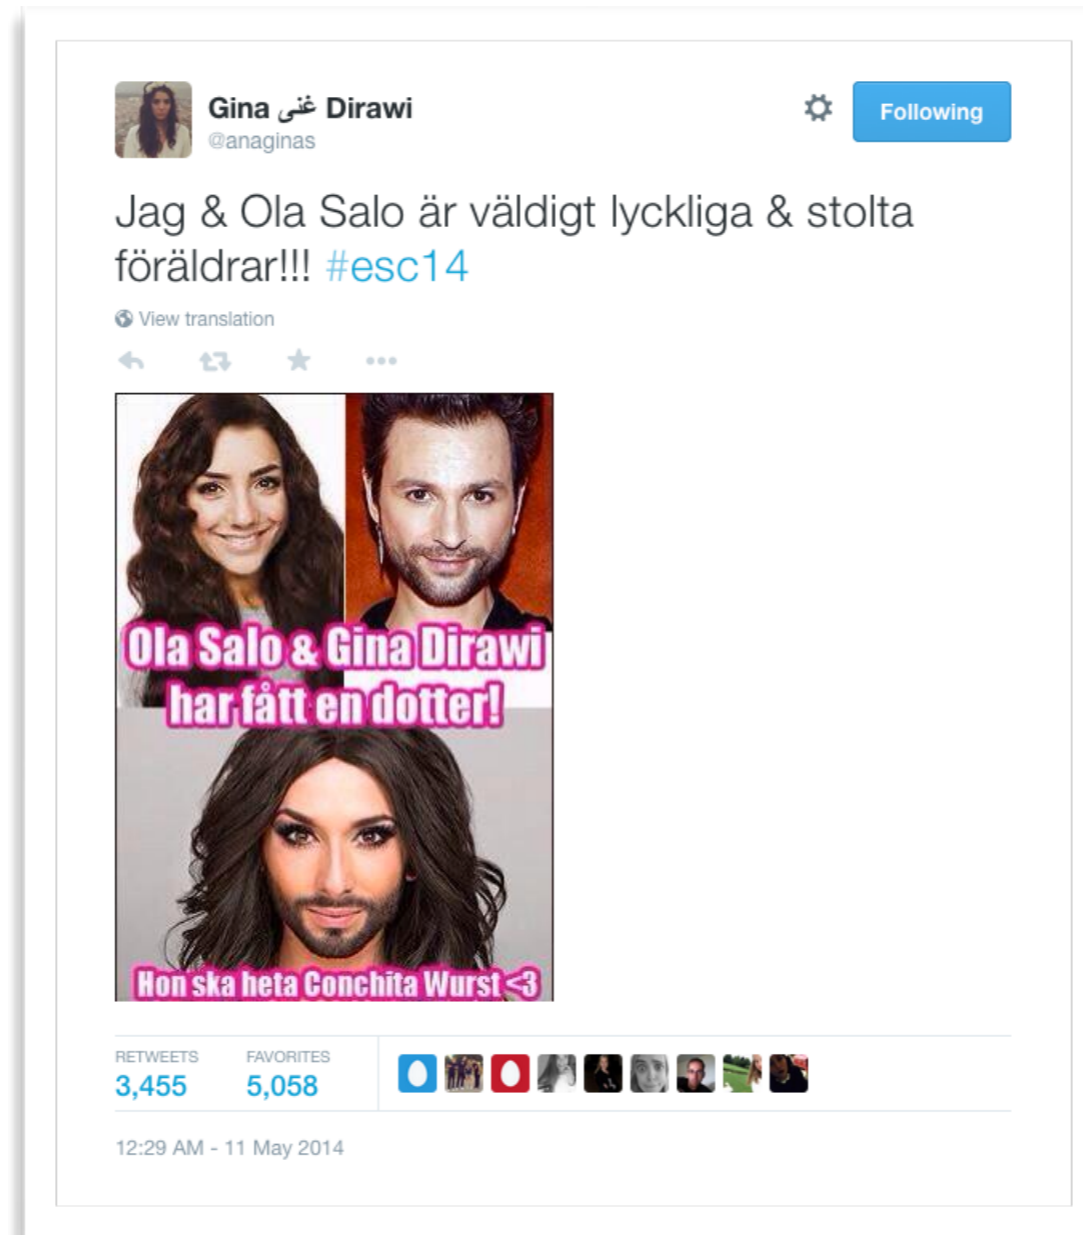 Gina غنى Dirawi
@anaginas
Following
Jag & Ola Salo är väldigt lyckliga & stolta
föräldrar!!! #esc14
View translation
Ola Salo & Gina Dirawi
har fått en dotter!
Hon ska heta Conchita Wurst <3
RETWEETS FAVORITES
3,455 5,058
12:29 AM - 11 May 2014